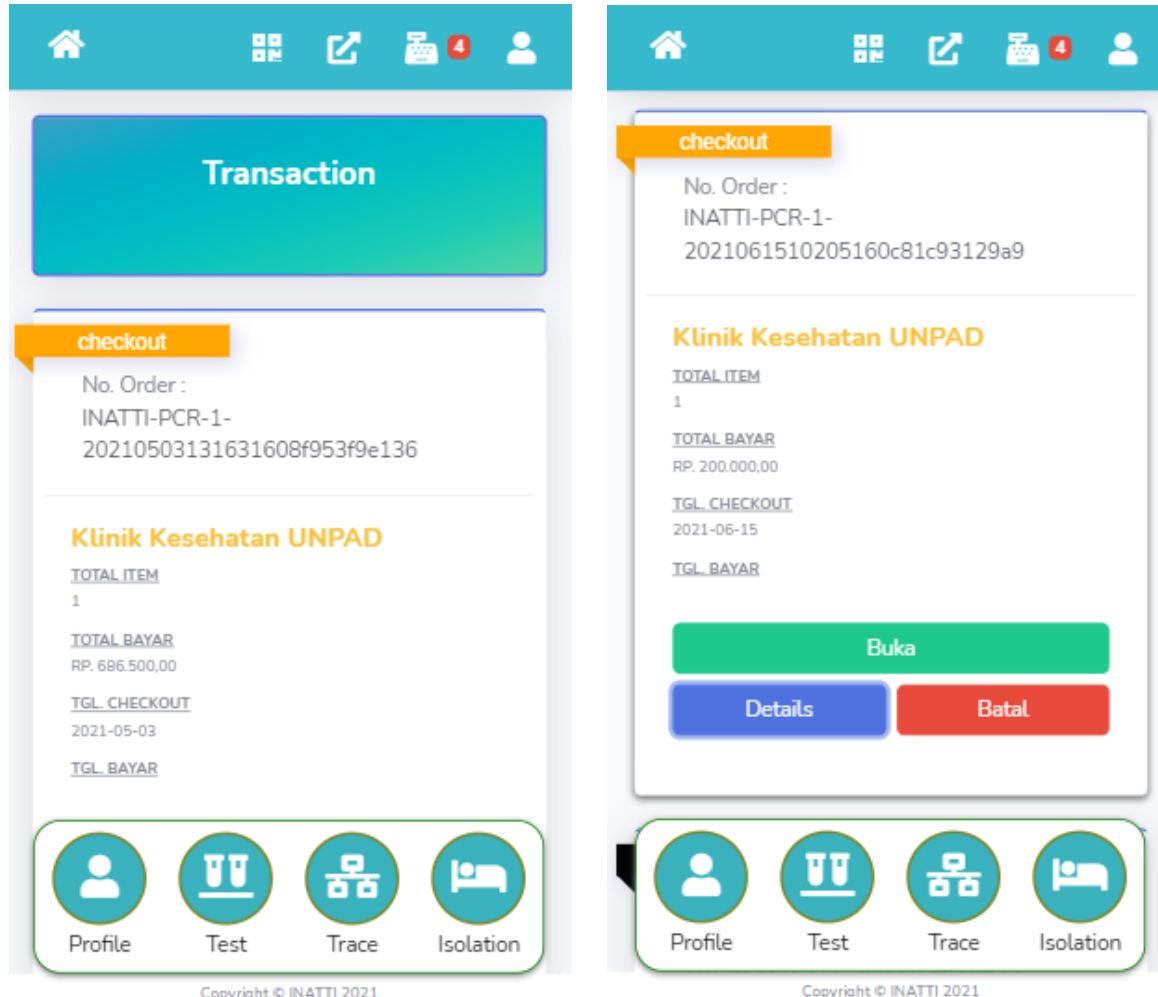 4
Transaction
checkout
No. Order :
INATTI-PCR-1-
20210503131631608f953f9e136
Klinik Kesehatan UNPAD
TOTAL ITEM
1
TOTAL BAYAR
RP. 686.500,00
TGL. CHECKOUT
2021-05-03
TGL. BAYAR
Profile Test Trace Isolation
Copyright © INATTI 2021
4
checkout
No. Order :
INATTI-PCR-1-
2021061510205160c81c93129a9
Klinik Kesehatan UNPAD
TOTAL ITEM
1
TOTAL BAYAR
RP. 200.000,00
TGL. CHECKOUT
2021-06-15
TGL. BAYAR
Buka
Details Batal
Profile Test Trace Isolation
Copyright © INATTI 2021